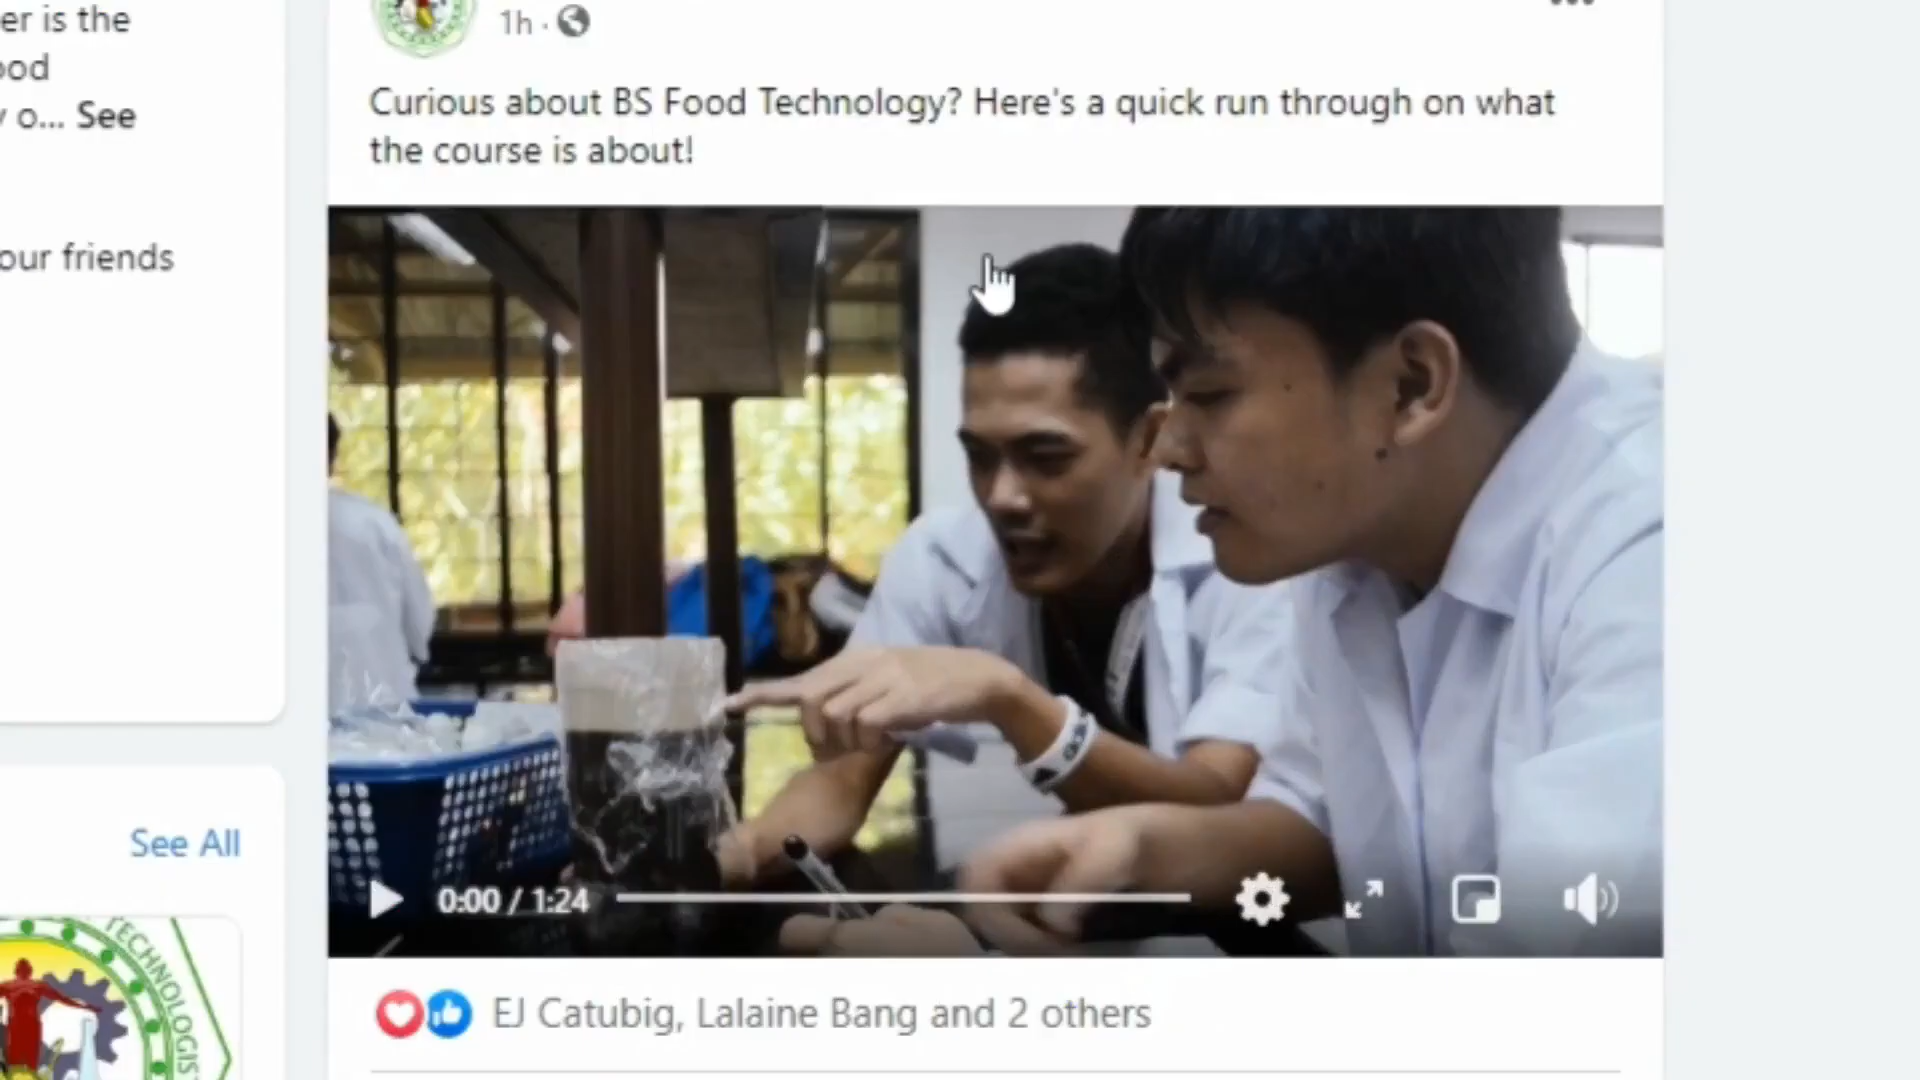 er is the
ood
y o... See
our friends
See All
TECHNOLOGIS
1h ·
Curious about BS Food Technology? Here's a quick run through on what
the course is about!
0:00 / 1:24
EJ Catubig, Lalaine Bang and 2 others